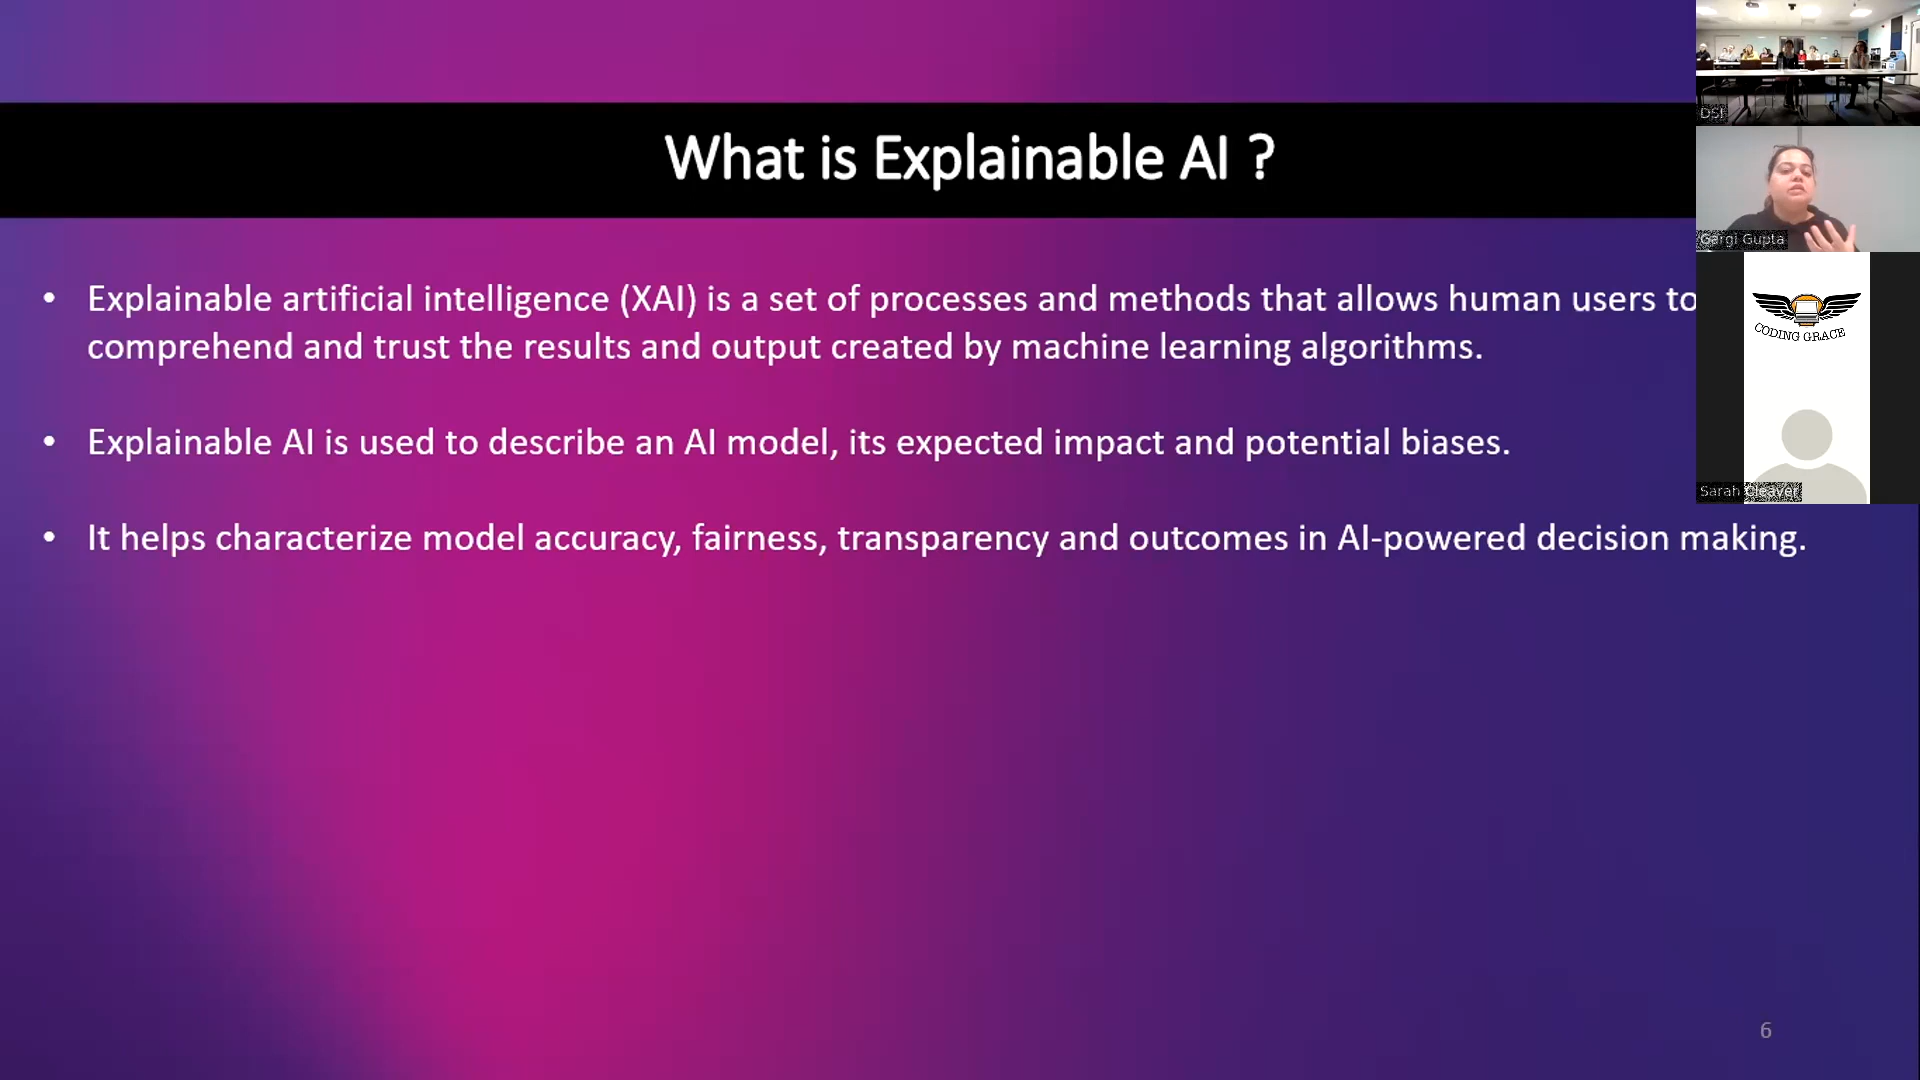 What is Explainable AI ?
• Explainable artificial intelligence (XAI) is a set of processes and methods that allows human users to
comprehend and trust the results and output created by machine learning algorithms.
• Explainable AI is used to describe an AI model, its expected impact and potential biases.
• It helps characterize model accuracy, fairness, transparency and outcomes in AI-powered decision making.
6
DSI
Gargi Gupta
CODING GRACE
Sarah Cleaver